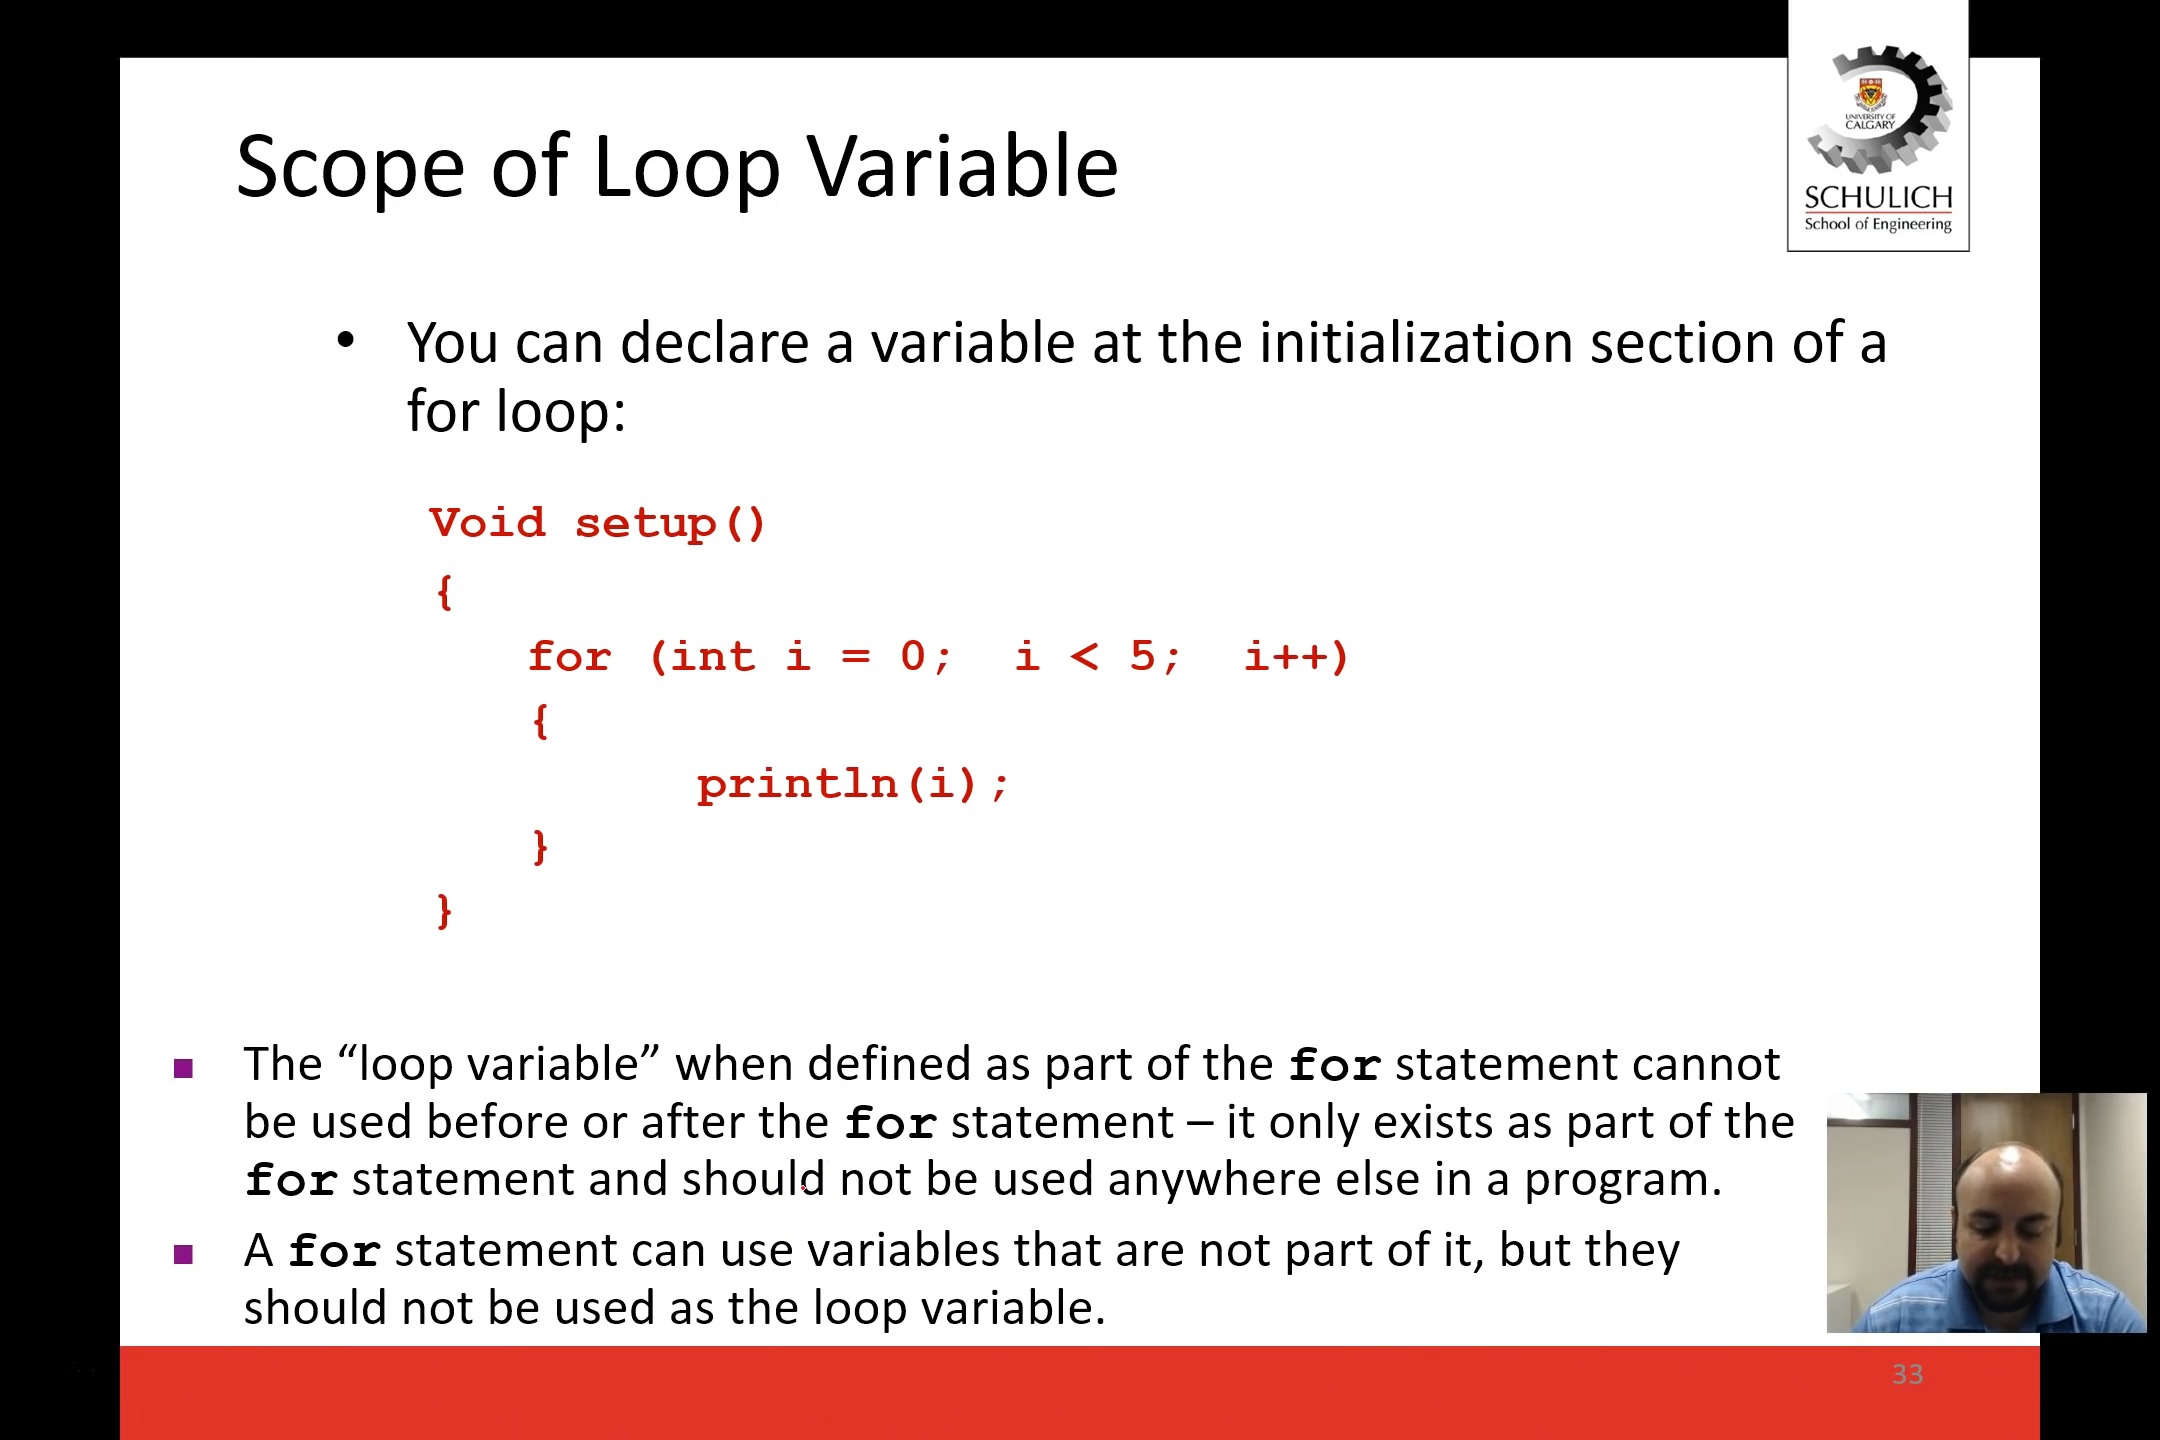 UNIVERSITY OF
CALGARY
SCHULICH
School of Engineering
Scope of Loop Variable
• You can declare a variable at the initialization section of a
for loop:
Void setup()
{
for (int i = 0;  i < 5;  i++)
{
println(i);
}
}
■ The “loop variable” when defined as part of the for statement cannot
be used before or after the for statement – it only exists as part of the
for statement and should not be used anywhere else in a program.
■ A for statement can use variables that are not part of it, but they
should not be used as the loop variable.
33